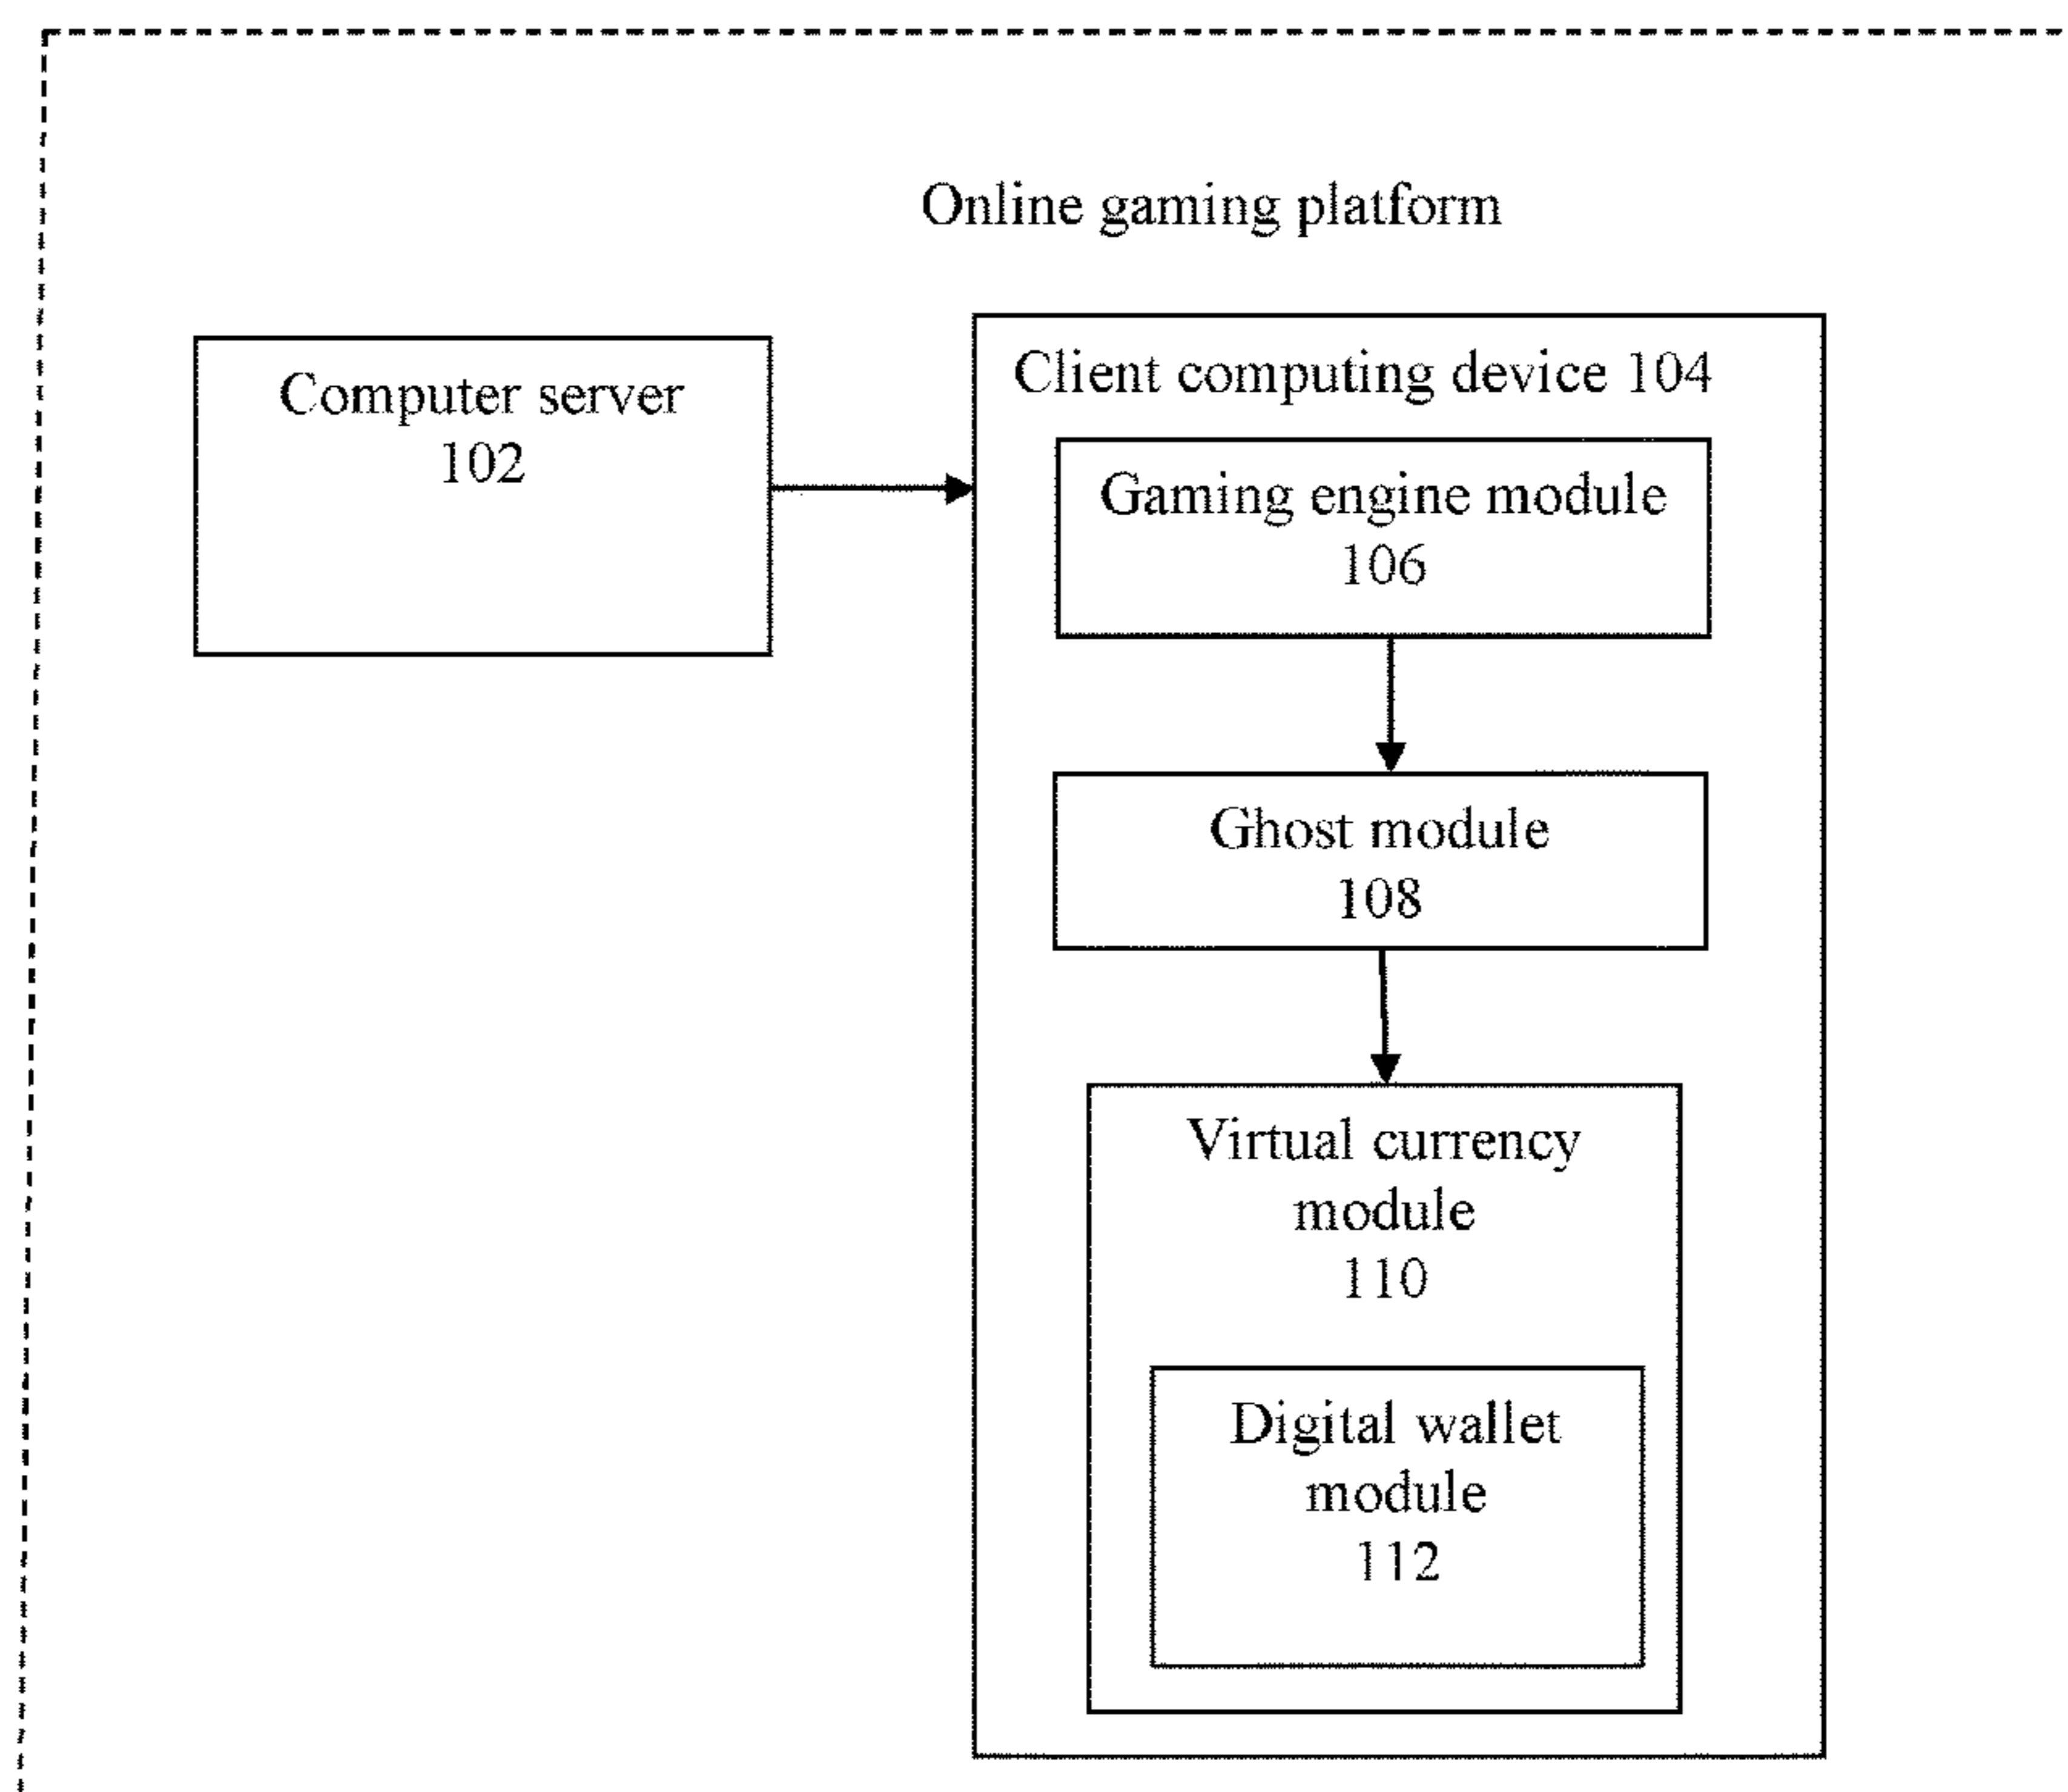 Online gaming platform
Computer server
102
Client computing device 104
Gaming engine module
106
Ghost module
108
Virtual currency
module
110
Digital wallet
module
112